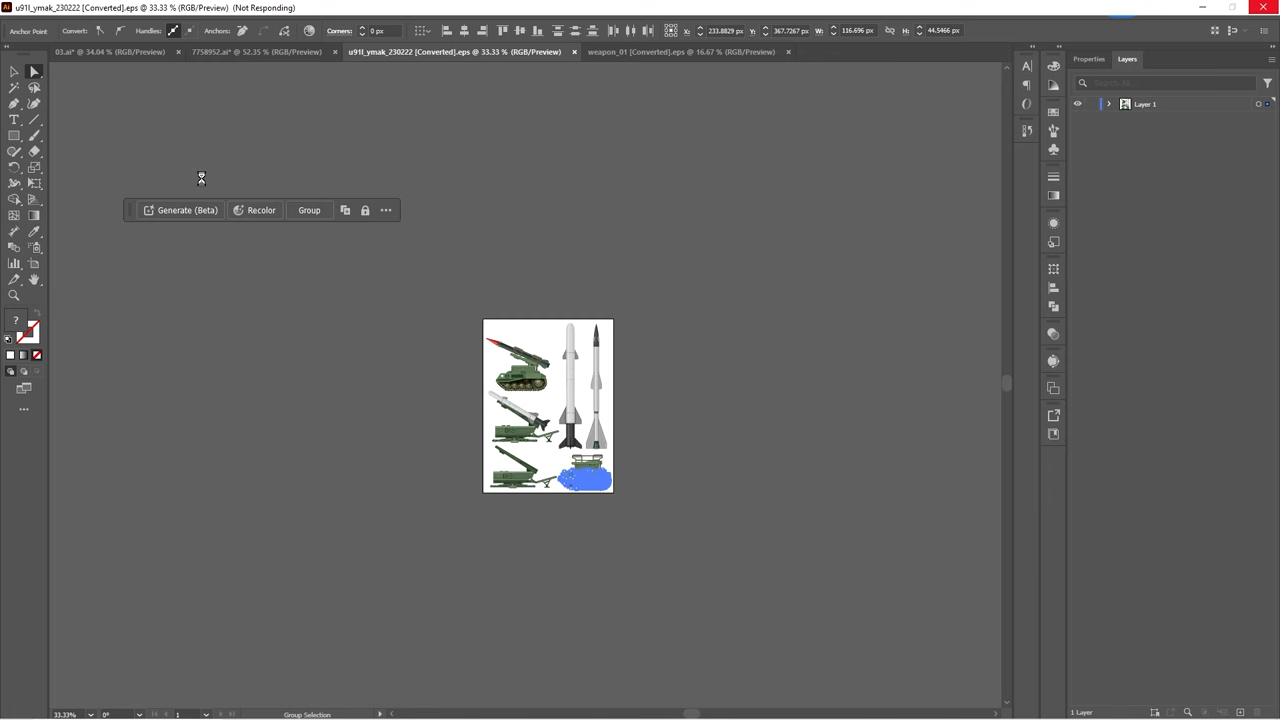 u91l_ymak_230222 [Converted].eps @ 33.33 % (RGB/Preview) (Not Responding)
Anchor Point Convert: Handles: Anchors: Corners: 0 px X: 233.8829 px Y: 367.7267 px W: 116.696 px H: 44.5466 px
03.ai* @ 34.04 % (RGB/Preview) × 7758952.ai* @ 52.35 % (RGB/Preview) × u91l_ymak_230222 [Converted].eps @ 33.33 % (RGB/Preview) × weapon_01 [Converted].eps @ 16.67 % (RGB/Preview) ×
Properties Layers
Search All...
Layer 1
Generate (Beta) Recolor Group
?
33.33% 0° 1 Group Selection
1 Layer